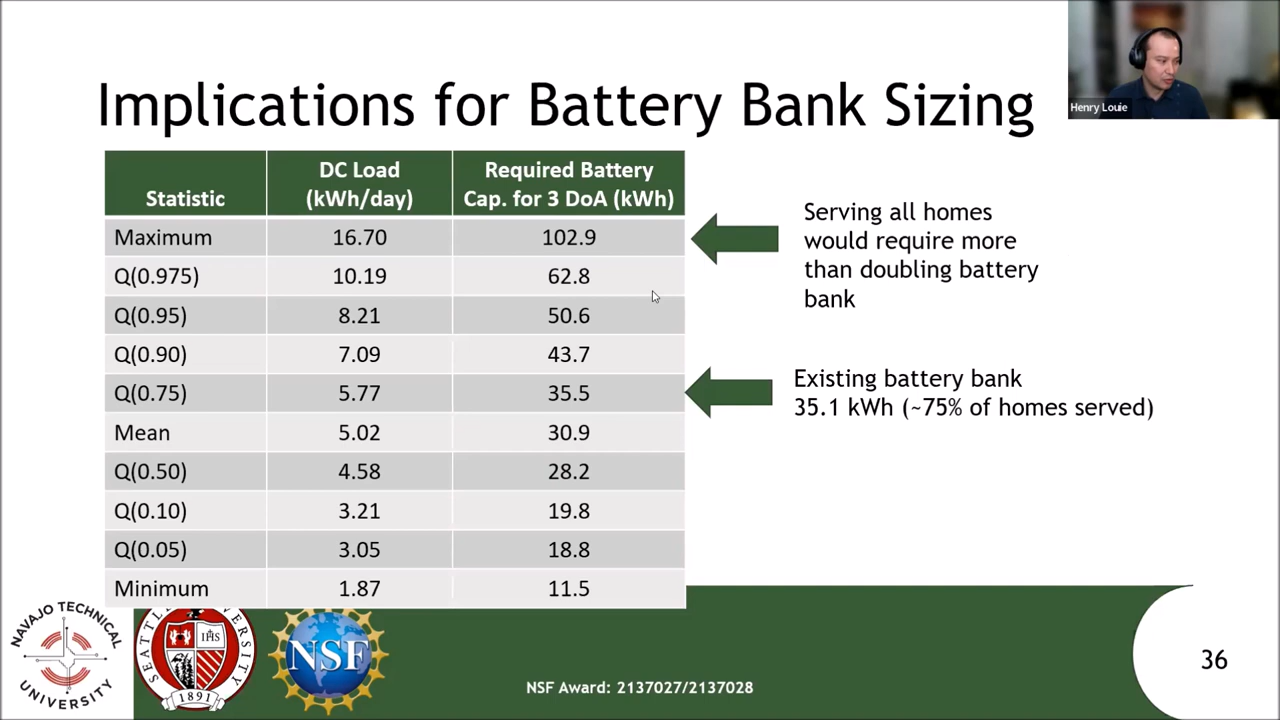 Henry Louie
Implications for Battery Bank Sizing
Statistic DC Load (kWh/day) Required Battery Cap. for 3 DoA (kWh)
Maximum 16.70 102.9
Q(0.975) 10.19 62.8
Q(0.95) 8.21 50.6
Q(0.90) 7.09 43.7
Q(0.75) 5.77 35.5
Mean 5.02 30.9
Q(0.50) 4.58 28.2
Q(0.10) 3.21 19.8
Q(0.05) 3.05 18.8
Minimum 1.87 11.5
Serving all homes
would require more
than doubling battery
bank
Existing battery bank
35.1 kWh (~75% of homes served)
NAVAJO TECHNICAL
UNIVERSITY
SEATTLE UNIVERSITY
IHS
1891
NSF
NSF Award: 2137027/2137028
36